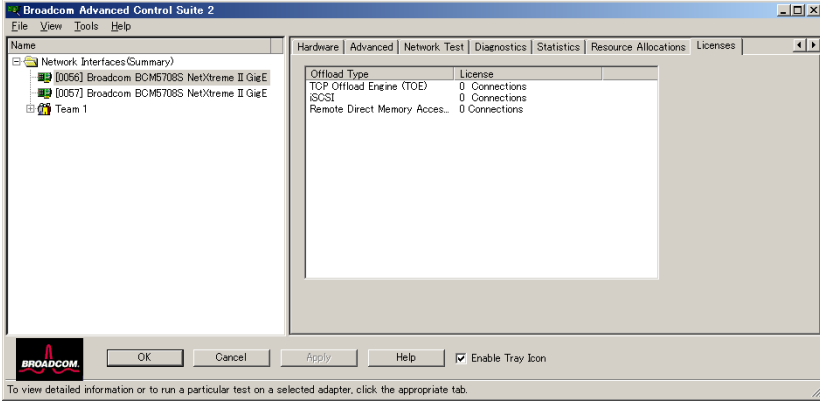 Broadcom Advanced Control Suite 2
File View Tools Help
Name
Network Interfaces(Summary)
[0056] Broadcom BCM5708S NetXtreme II GigE
[0057] Broadcom BCM5708S NetXtreme II GigE
Team 1
Hardware Advanced Network Test Diagnostics Statistics Resource Allocations Licenses
Offload Type License
TCP Offload Engine (TOE) 0 Connections
iSCSI 0 Connections
Remote Direct Memory Acces... 0 Connections
BROADCOM.
OK Cancel Apply Help Enable Tray Icon
To view detailed information or to run a particular test on a selected adapter, click the appropriate tab.